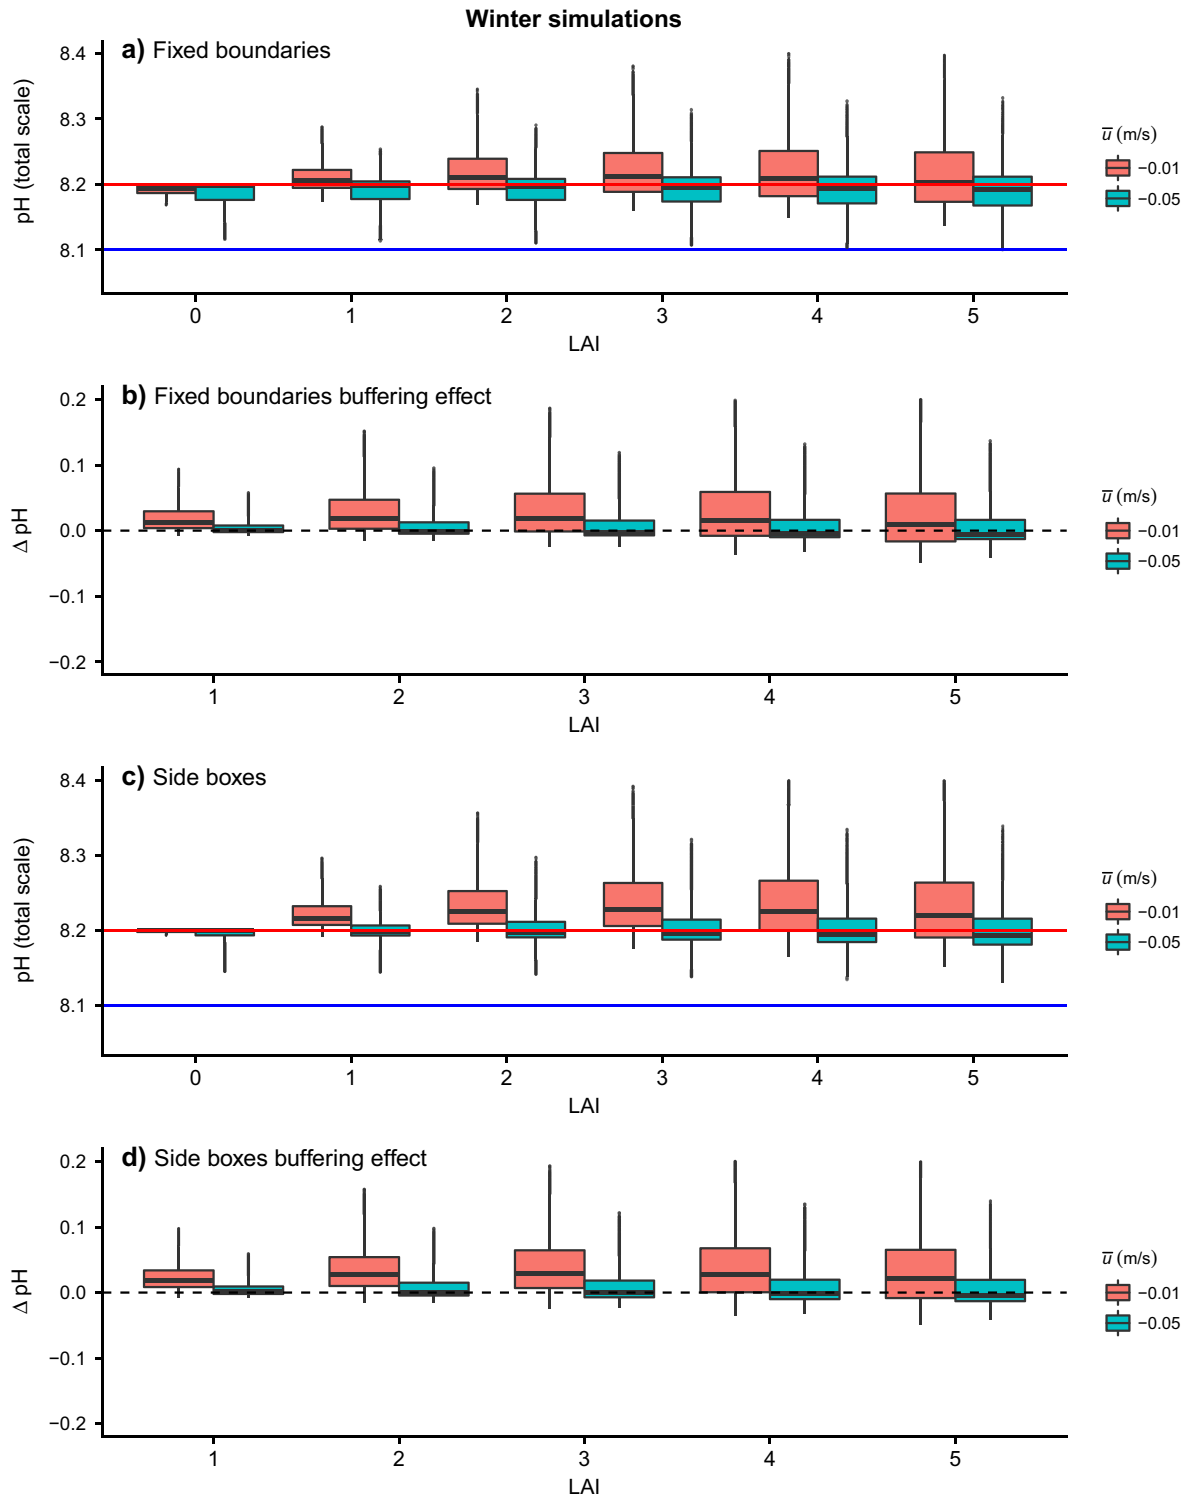 Winter simulations
a) Fixed boundaries
pH (total scale)
8.4
8.3
8.2
8.1
0 1 2 3 4 5
LAI
u̅ (m/s)
−0.01
−0.05
b) Fixed boundaries buffering effect
Δ pH
0.2
0.1
0.0
−0.1
−0.2
1 2 3 4 5
LAI
u̅ (m/s)
−0.01
−0.05
c) Side boxes
pH (total scale)
8.4
8.3
8.2
8.1
0 1 2 3 4 5
LAI
u̅ (m/s)
−0.01
−0.05
d) Side boxes buffering effect
Δ pH
0.2
0.1
0.0
−0.1
−0.2
1 2 3 4 5
LAI
u̅ (m/s)
−0.01
−0.05